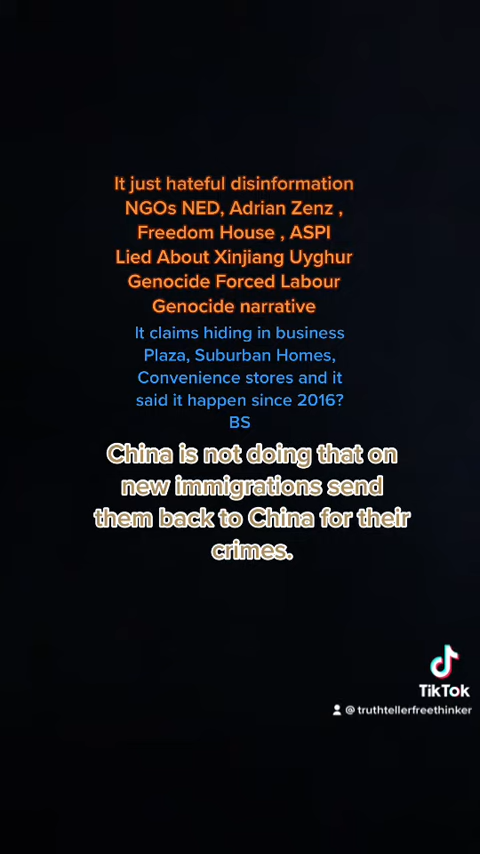 It just hateful disinformation
NGOs NED, Adrian Zenz ,
Freedom House , ASPI
Lied About Xinjiang Uyghur
Genocide Forced Labour
Genocide narrative
It claims hiding in business
Plaza, Suburban Homes,
Convenience stores and it
said it happen since 2016?
BS
China is not doing that on
new immigrations send
them back to China for their
crimes.
TikTok
@truthtellerfreethinker